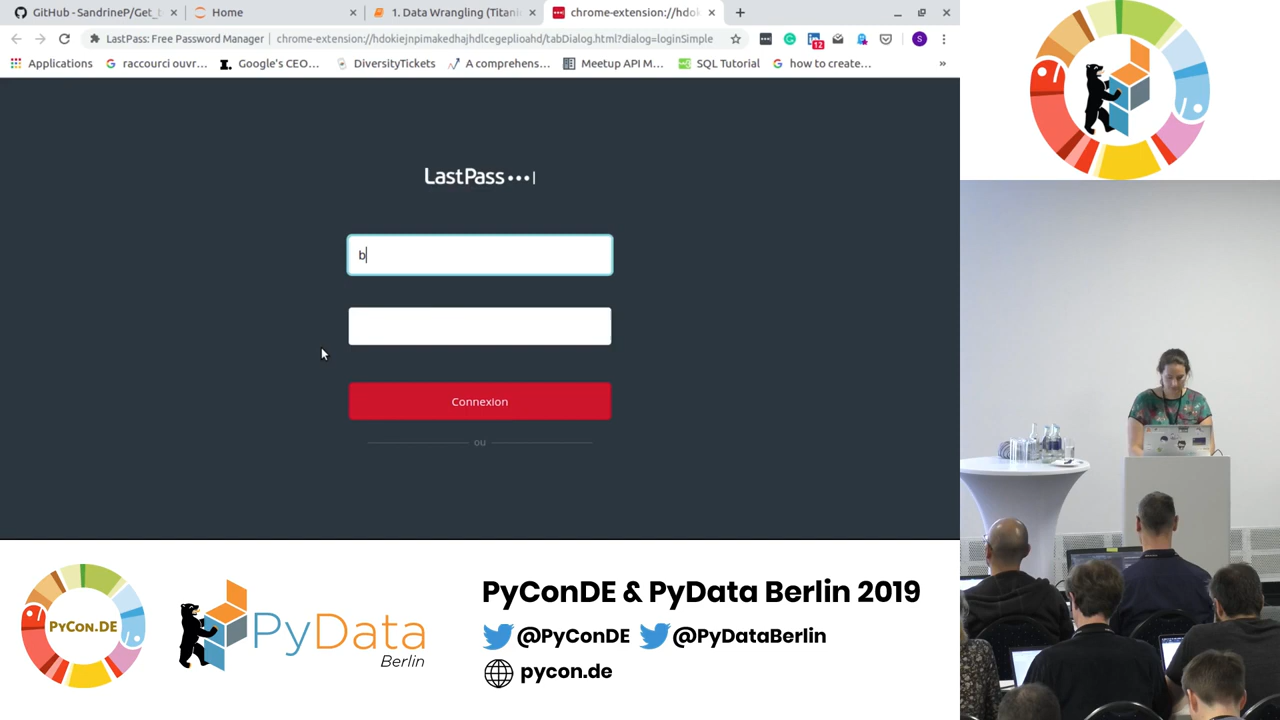 GitHub - SandrineP/Get_
Home
1. Data Wrangling (Titani
chrome-extension://hdo
LastPass: Free Password Manager
chrome-extension://hdokiejnpimakedhajhdlcegeplioahd/tabDialog.html?dialog=loginSimple
12
S
Applications
raccourci ouvr...
Google's CEO...
DiversityTickets
A comprehens...
Meetup API M...
SQL Tutorial
how to create...
»
LastPass
b
Connexion
ou
PyCon.DE
PyData
Berlin
PyConDE & PyData Berlin 2019
@PyConDE @PyDataBerlin
pycon.de